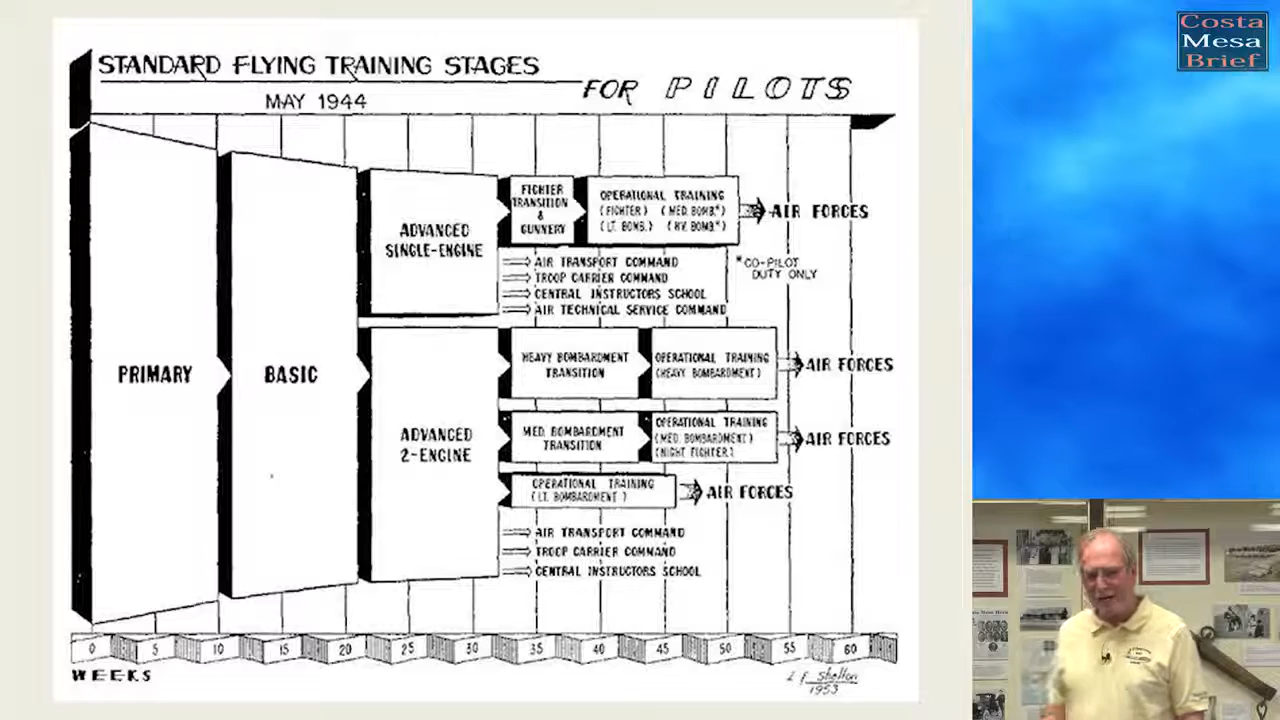 STANDARD FLYING TRAINING STAGES
FOR PILOTS
MAY 1944
Costa
Mesa
Brief
PRIMARY
BASIC
ADVANCED
SINGLE-ENGINE
FIGHTER
TRANSITION
&
GUNNERY
OPERATIONAL TRAINING
(FIGHTER) (MED. BOMB.*)
(LT. BOMB.) (HV. BOMB.*)
AIR FORCES
*CO-PILOT
DUTY ONLY
AIR TRANSPORT COMMAND
TROOP CARRIER COMMAND
CENTRAL INSTRUCTORS SCHOOL
AIR TECHNICAL SERVICE COMMAND
ADVANCED
2-ENGINE
HEAVY BOMBARDMENT
TRANSITION
OPERATIONAL TRAINING
(HEAVY BOMBARDMENT)
AIR FORCES
MED. BOMBARDMENT
TRANSITION
OPERATIONAL TRAINING
(MED. BOMBARDMENT)
(NIGHT FIGHTER)
AIR FORCES
OPERATIONAL TRAINING
(LT. BOMBARDMENT)
AIR FORCES
AIR TRANSPORT COMMAND
TROOP CARRIER COMMAND
CENTRAL INSTRUCTORS SCHOOL
0 5 10 15 20 25 30 35 40 45 50 55 60
WEEKS
Shelton
1953